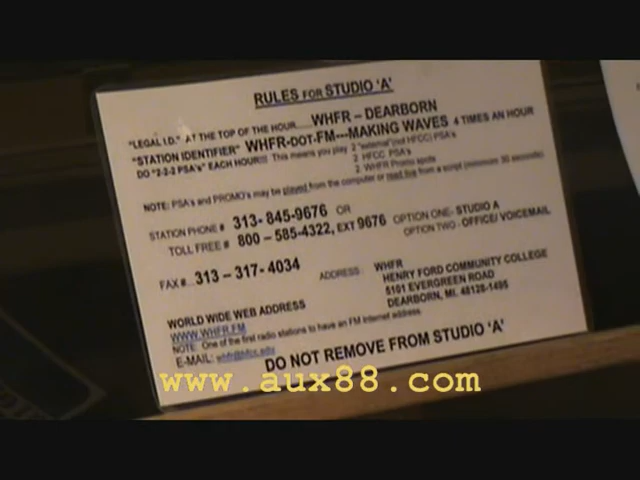 RULES FOR STUDIO 'A'
"LEGAL I.D." AT THE TOP OF THE HOUR......WHFR – DEARBORN
"STATION IDENTIFIER" WHFR-DOT-FM---MAKING WAVES 4 TIMES AN HOUR
DO "2-2-2 PSA's" EACH HOUR!!! This means you play 2 "external"(not HFCC) PSA's
2 HFCC PSA's
2 WHFR Promo spots
NOTE: PSA's and PROMO's may be played from the computer or read live from a script (minimum 30 seconds)
STATION PHONE # 313- 845-9676 OR
TOLL FREE # 800 – 585-4322, EXT 9676 OPTION ONE- STUDIO A
OPTION TWO - OFFICE/ VOICEMAIL
FAX #...313 – 317- 4034
ADDRESS WHFR
HENRY FORD COMMUNITY COLLEGE
5101 EVERGREEN ROAD
DEARBORN, MI. 48128-1495
WORLD WIDE WEB ADDRESS
WWW.WHFR.FM
NOTE: One of the first radio stations to have an FM Internet address
E-MAIL: whfr@hfcc.edu
DO NOT REMOVE FROM STUDIO 'A'
www.aux88.com